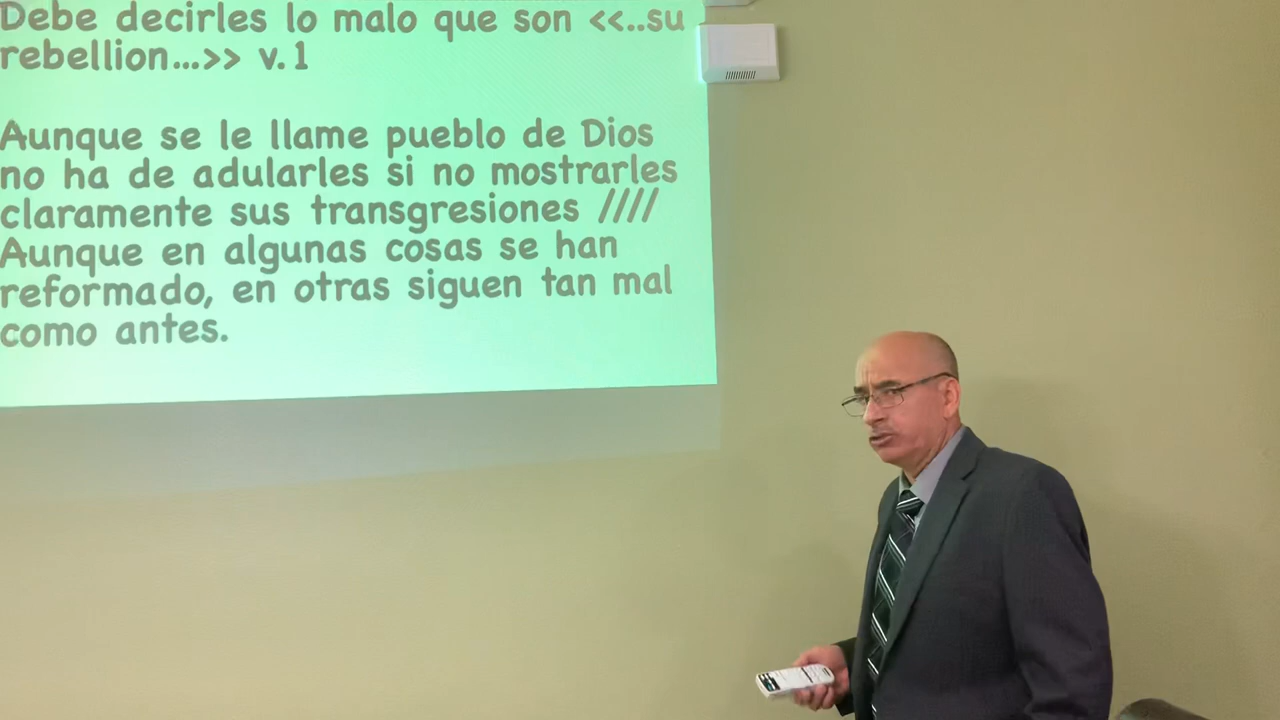 Debe decirles lo malo que son <<..su
rebellion...>> v. 1
Aunque se le llame pueblo de Dios
no ha de adularles si no mostrarles
claramente sus transgresiones ////
Aunque en algunas cosas se han
reformado, en otras siguen tan mal
como antes.